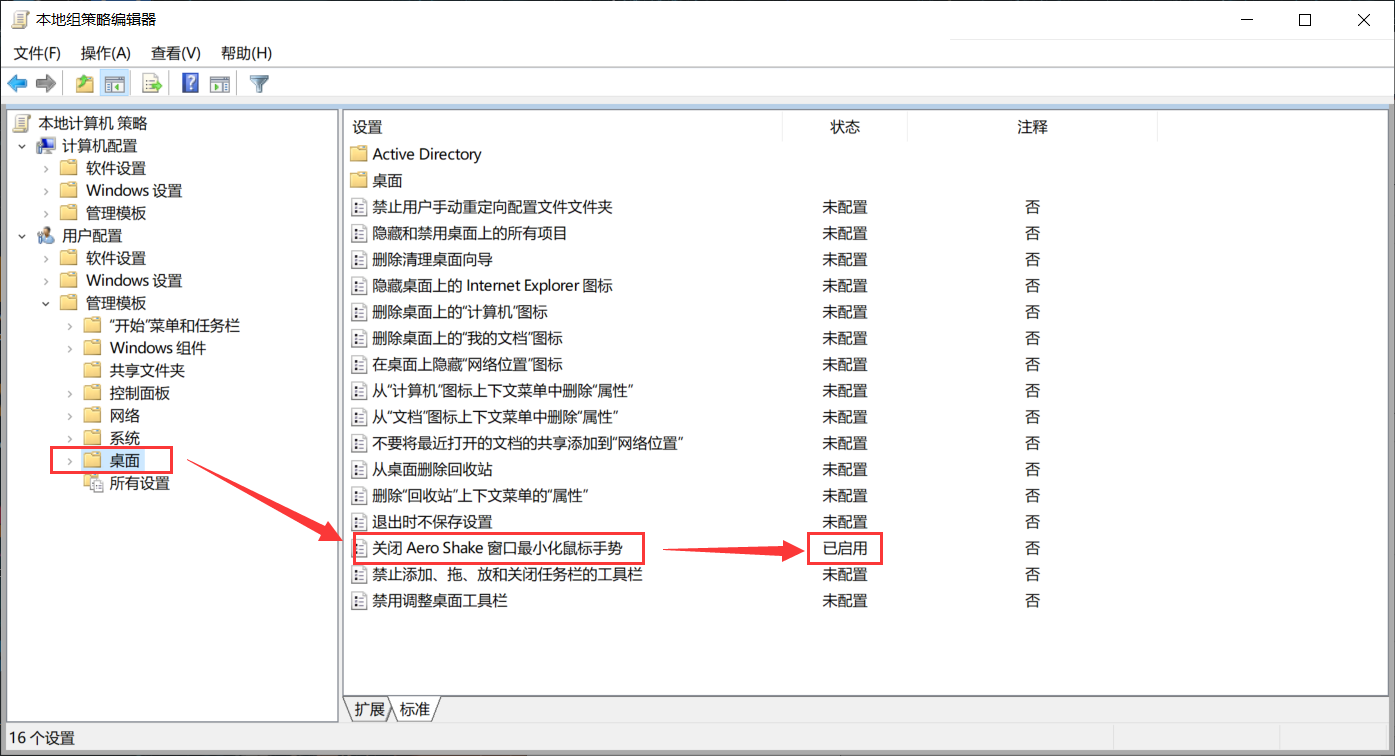 本地组策略编辑器
文件(F) 操作(A) 查看(V) 帮助(H)
本地计算机 策略
计算机配置
软件设置
Windows 设置
管理模板
用户配置
软件设置
Windows 设置
管理模板
“开始”菜单和任务栏
Windows 组件
共享文件夹
控制面板
网络
系统
桌面
所有设置
设置 状态 注释
Active Directory
桌面
禁止用户手动重定向配置文件文件夹 未配置 否
隐藏和禁用桌面上的所有项目 未配置 否
删除清理桌面向导 未配置 否
隐藏桌面上的 Internet Explorer 图标 未配置 否
删除桌面上的“计算机”图标 未配置 否
删除桌面上的“我的文档”图标 未配置 否
在桌面上隐藏“网络位置”图标 未配置 否
从“计算机”图标上下文菜单中删除“属性” 未配置 否
从“文档”图标上下文菜单中删除“属性” 未配置 否
不要将最近打开的文档的共享添加到“网络位置” 未配置 否
从桌面删除回收站 未配置 否
删除“回收站”上下文菜单的“属性” 未配置 否
退出时不保存设置 未配置 否
关闭 Aero Shake 窗口最小化鼠标手势 已启用 否
禁止添加、拖、放和关闭任务栏的工具栏 未配置 否
禁用调整桌面工具栏 未配置 否
扩展 标准
16 个设置